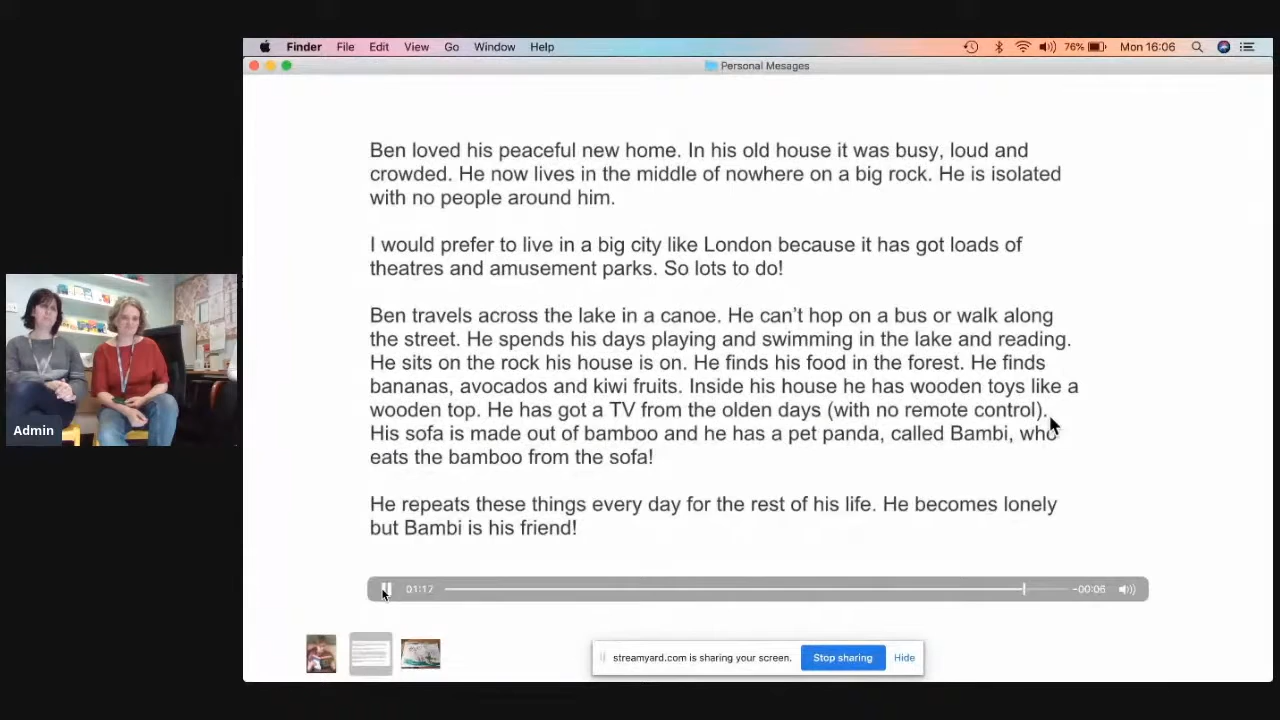 Finder File Edit View Go Window Help 76% Mon 16:06
Personal Mesages
Ben loved his peaceful new home. In his old house it was busy, loud and
crowded. He now lives in the middle of nowhere on a big rock. He is isolated
with no people around him.
I would prefer to live in a big city like London because it has got loads of
theatres and amusement parks. So lots to do!
Ben travels across the lake in a canoe. He can't hop on a bus or walk along
the street. He spends his days playing and swimming in the lake and reading.
He sits on the rock his house is on. He finds his food in the forest. He finds
bananas, avocados and kiwi fruits. Inside his house he has wooden toys like a
wooden top. He has got a TV from the olden days (with no remote control).
His sofa is made out of bamboo and he has a pet panda, called Bambi, who
eats the bamboo from the sofa!
He repeats these things every day for the rest of his life. He becomes lonely
but Bambi is his friend!
Admin
01:17 -00:06
streamyard.com is sharing your screen. Stop sharing Hide